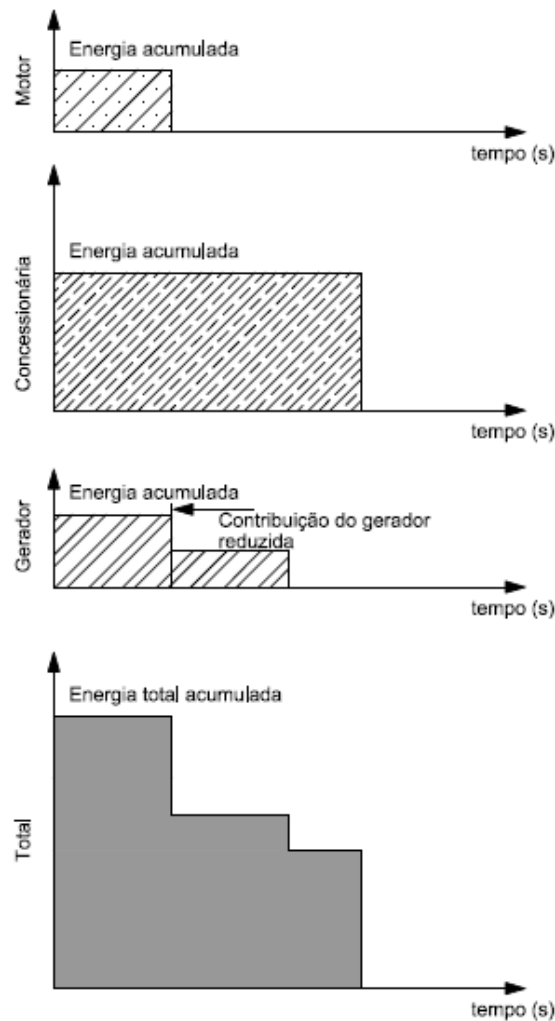 Energia acumulada
Motor
tempo (s)
Energia acumulada
Concessionária
tempo (s)
Energia acumulada
Contribuição do gerador
reduzida
Gerador
tempo (s)
Energia total acumulada
Total
tempo (s)